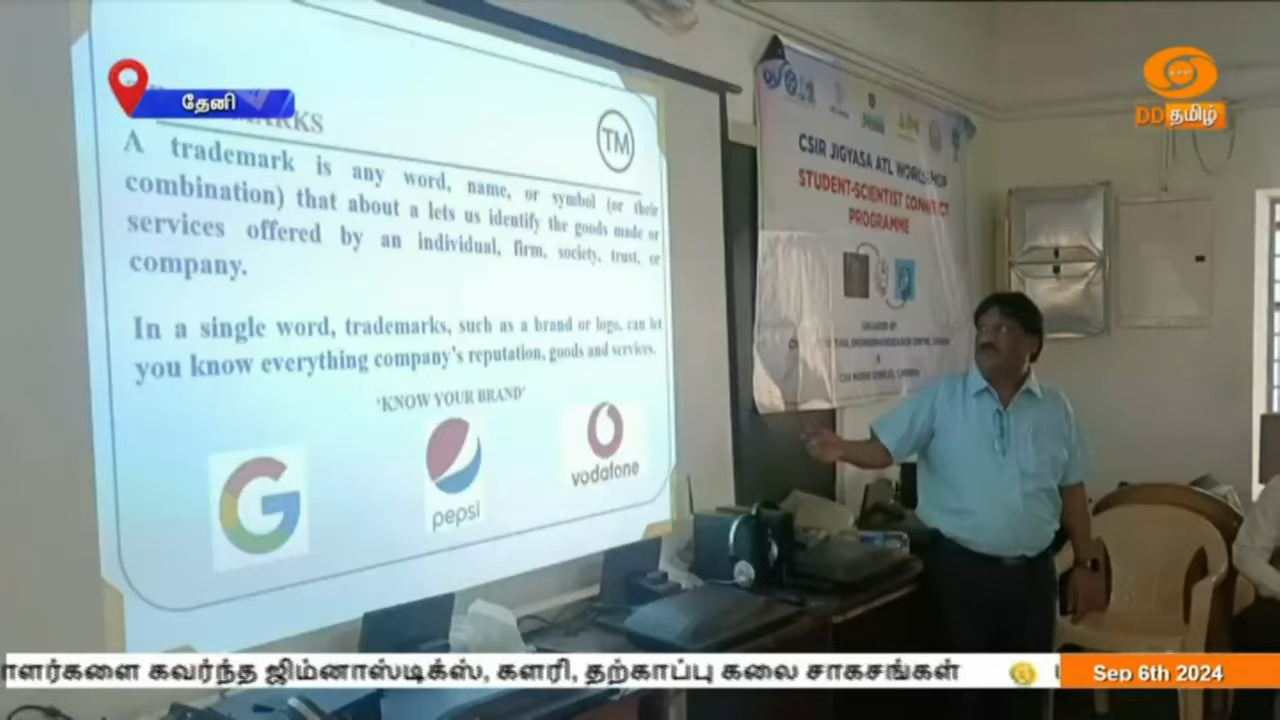 தேனி
MARKS
TM
A trademark is any word, name, or symbol (or their
combination) that about a lets us identify the goods made or
services offered by an individual, firm, society, trust, or
company.
In a single word, trademarks, such as a brand or logo, can let
you know everything company's reputation, goods and services.
'KNOW YOUR BRAND'
G
pepsi
vodafone
CSIR JIGYASA ATL
STUDENT-SCIENTIST
PROGRAMME
DD தமிழ்
ளர்களை கவர்ந்த ஜிம்னாஸ்டிக்ஸ், களரி, தற்காப்பு கலை சாகசங்கள்
Sep 6th 2024